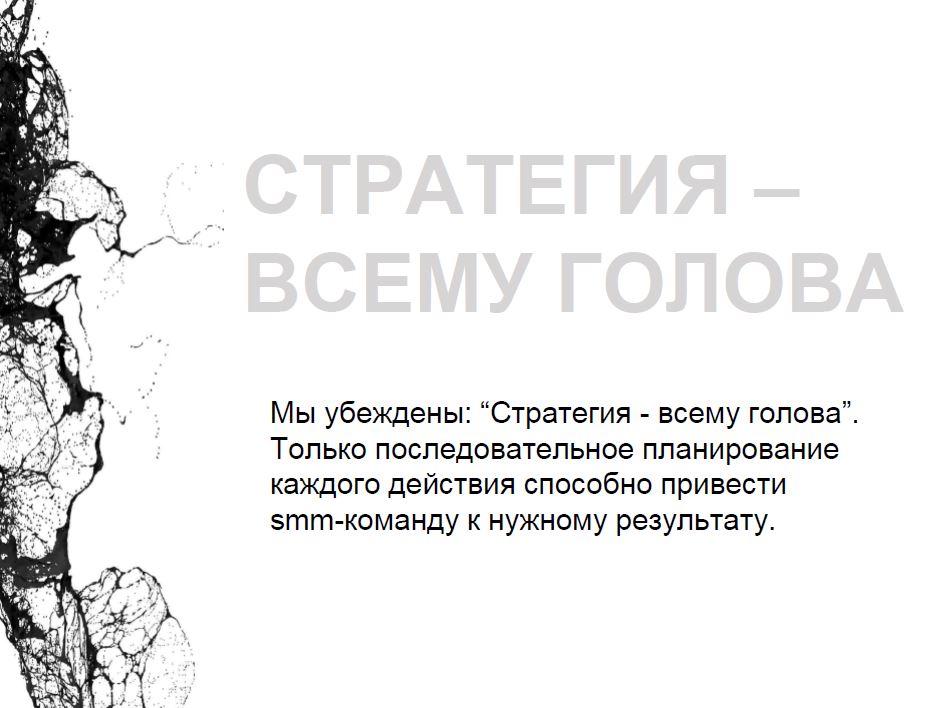 СТРАТЕГИЯ –
ВСЕМУ ГОЛОВА
Мы убеждены: “Стратегия - всему голова”.
Только последовательное планирование
каждого действия способно привести
smm-команду к нужному результату.